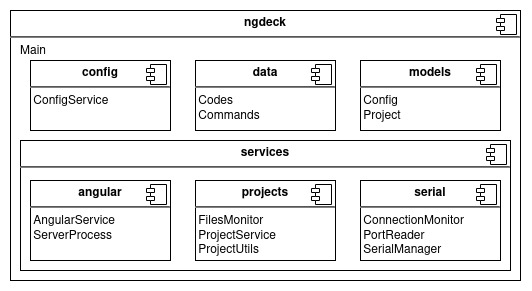 ngdeck
Main
config
ConfigService
data
Codes
Commands
models
Config
Project
services
angular
AngularService
ServerProcess
projects
FilesMonitor
ProjectService
ProjectUtils
serial
ConnectionMonitor
PortReader
SerialManager